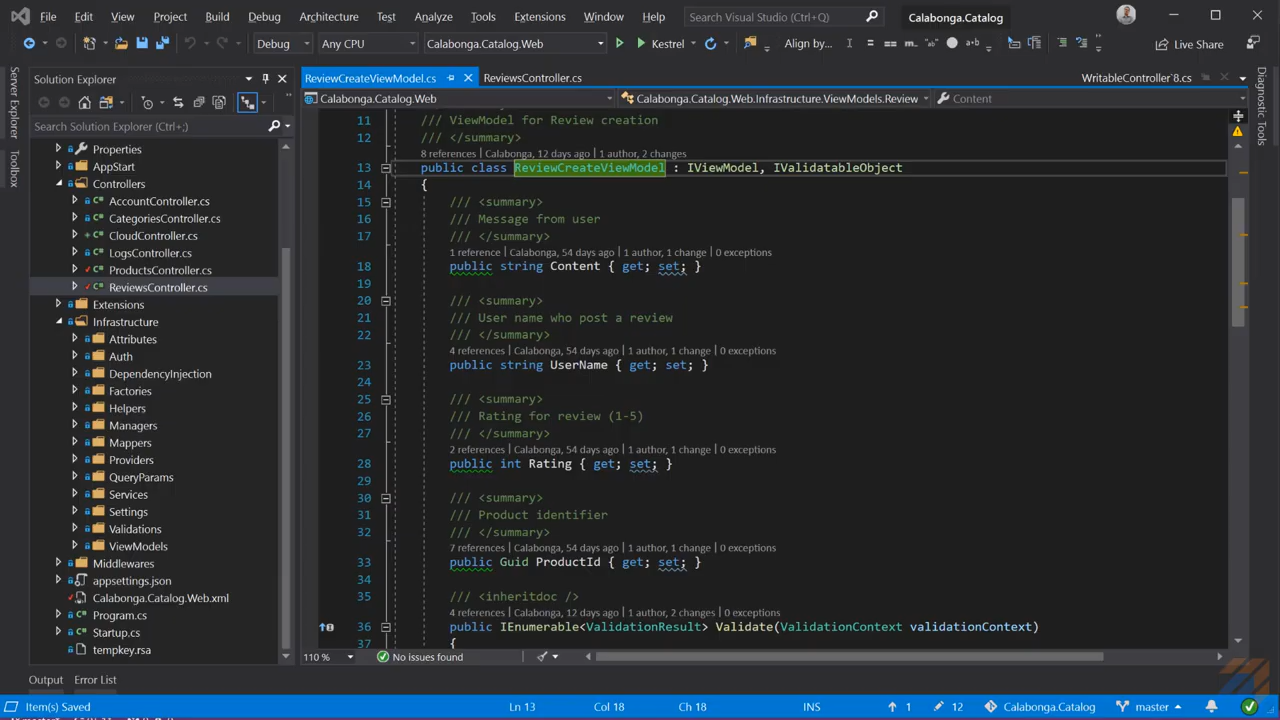 File Edit View Project Build Debug Architecture Test Analyze Tools Extensions Window Help Search Visual Studio (Ctrl+Q) Calabonga.Catalog
Debug Any CPU Calabonga.Catalog.Web Kestrel Align by... Live Share
Server Explorer
Toolbox
Solution Explorer
Search Solution Explorer (Ctrl+;)
Properties
AppStart
Controllers
AccountController.cs
CategoriesController.cs
CloudController.cs
LogsController.cs
ProductsController.cs
ReviewsController.cs
Extensions
Infrastructure
Attributes
Auth
DependencyInjection
Factories
Helpers
Managers
Mappers
Providers
QueryParams
Services
Settings
Validations
ViewModels
Middlewares
appsettings.json
Calabonga.Catalog.Web.xml
Program.cs
Startup.cs
tempkey.rsa
ReviewCreateViewModel.cs ReviewsController.cs WritableController`8.cs
Calabonga.Catalog.Web Calabonga.Catalog.Web.Infrastructure.ViewModels.Review Content
11 /// ViewModel for Review creation
12 /// </summary>
8 references | Calabonga, 12 days ago | 1 author, 2 changes
13 public class ReviewCreateViewModel : IViewModel, IValidatableObject
14 {
15 /// <summary>
16 /// Message from user
17 /// </summary>
1 reference | Calabonga, 54 days ago | 1 author, 1 change | 0 exceptions
18 public string Content { get; set; }
19
20 /// <summary>
21 /// User name who post a review
22 /// </summary>
4 references | Calabonga, 54 days ago | 1 author, 1 change | 0 exceptions
23 public string UserName { get; set; }
24
25 /// <summary>
26 /// Rating for review (1-5)
27 /// </summary>
2 references | Calabonga, 54 days ago | 1 author, 1 change | 0 exceptions
28 public int Rating { get; set; }
29
30 /// <summary>
31 /// Product identifier
32 /// </summary>
7 references | Calabonga, 54 days ago | 1 author, 1 change | 0 exceptions
33 public Guid ProductId { get; set; }
34
35 /// <inheritdoc />
4 references | Calabonga, 12 days ago | 1 author, 2 changes | 0 exceptions
36 public IEnumerable<ValidationResult> Validate(ValidationContext validationContext)
37 {
110 % No issues found
Diagnostic Tools
Output Error List
Item(s) Saved Ln 13 Col 18 Ch 18 INS 1 12 Calabonga.Catalog master